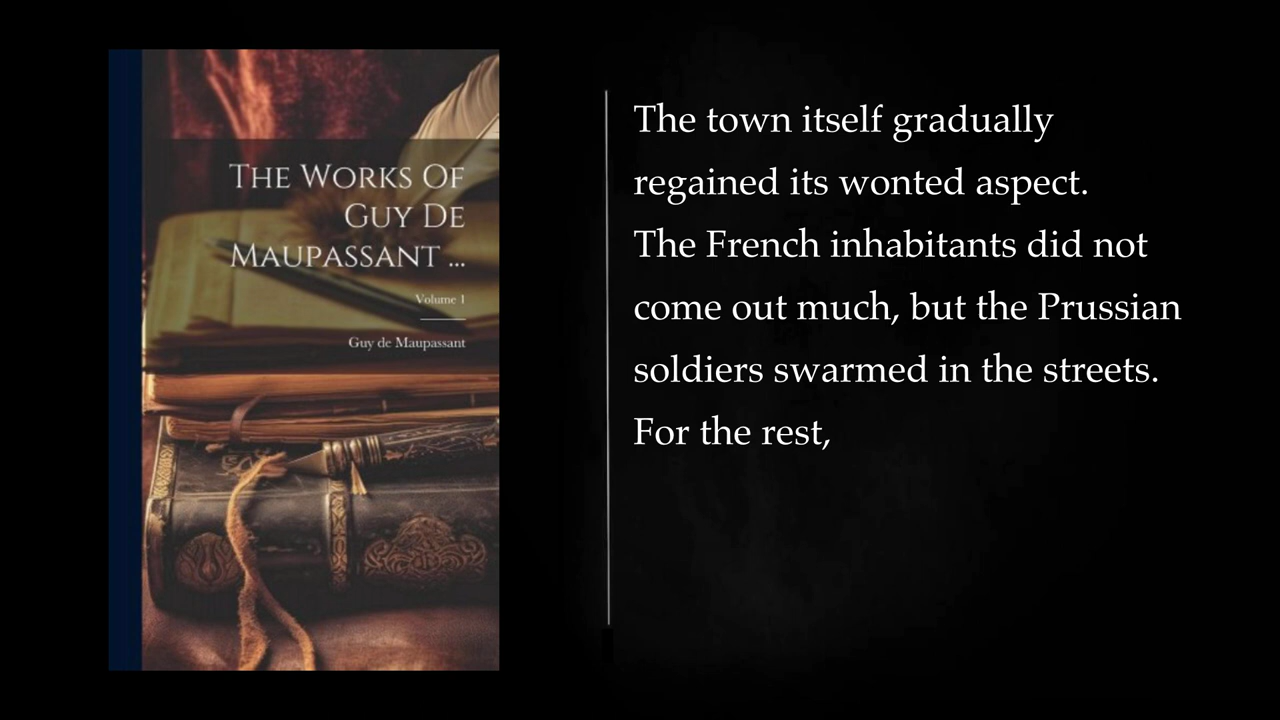 The Works Of
Guy De
Maupassant ...
Volume 1
Guy de Maupassant
The town itself gradually
regained its wonted aspect.
The French inhabitants did not
come out much, but the Prussian
soldiers swarmed in the streets.
For the rest,